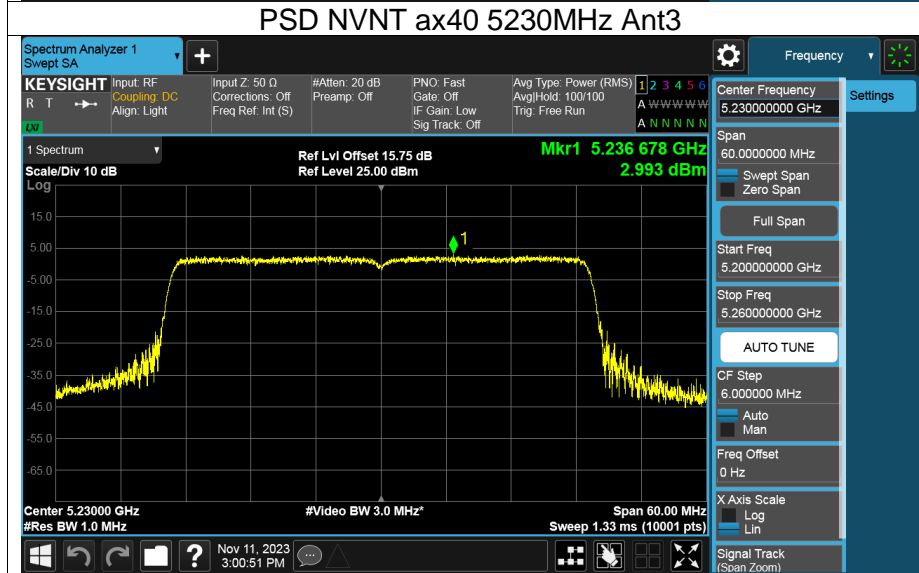 PSD NVNT ax40 5230MHz Ant3
Spectrum Analyzer 1
Swept SA
+
Frequency
KEYSIGHT
R T
LXI
Input: RF
Coupling: DC
Align: Light
Input Z: 50 Ω
Corrections: Off
Freq Ref: Int (S)
#Atten: 20 dB
Preamp: Off
PNO: Fast
Gate: Off
IF Gain: Low
Sig Track: Off
Avg Type: Power (RMS)
Avg|Hold: 100/100
Trig: Free Run
1 2 3 4 5 6
A W W W W W
A N N N N N
Center Frequency
5.230000000 GHz
Settings
Span
60.0000000 MHz
Swept Span
Zero Span
Full Span
Start Freq
5.200000000 GHz
Stop Freq
5.260000000 GHz
AUTO TUNE
CF Step
6.000000 MHz
Auto
Man
Freq Offset
0 Hz
X Axis Scale
Log
Lin
Signal Track
(Span Zoom)
1 Spectrum
Scale/Div 10 dB
Log
Ref Lvl Offset 15.75 dB
Ref Level 25.00 dBm
Mkr1 5.236 678 GHz
2.993 dBm
15.0
5.00
-5.00
-15.0
-25.0
-35.0
-45.0
-55.0
-65.0
1
Center 5.23000 GHz
#Res BW 1.0 MHz
#Video BW 3.0 MHz*
Span 60.00 MHz
Sweep 1.33 ms (10001 pts)
?
Nov 11, 2023
3:00:51 PM